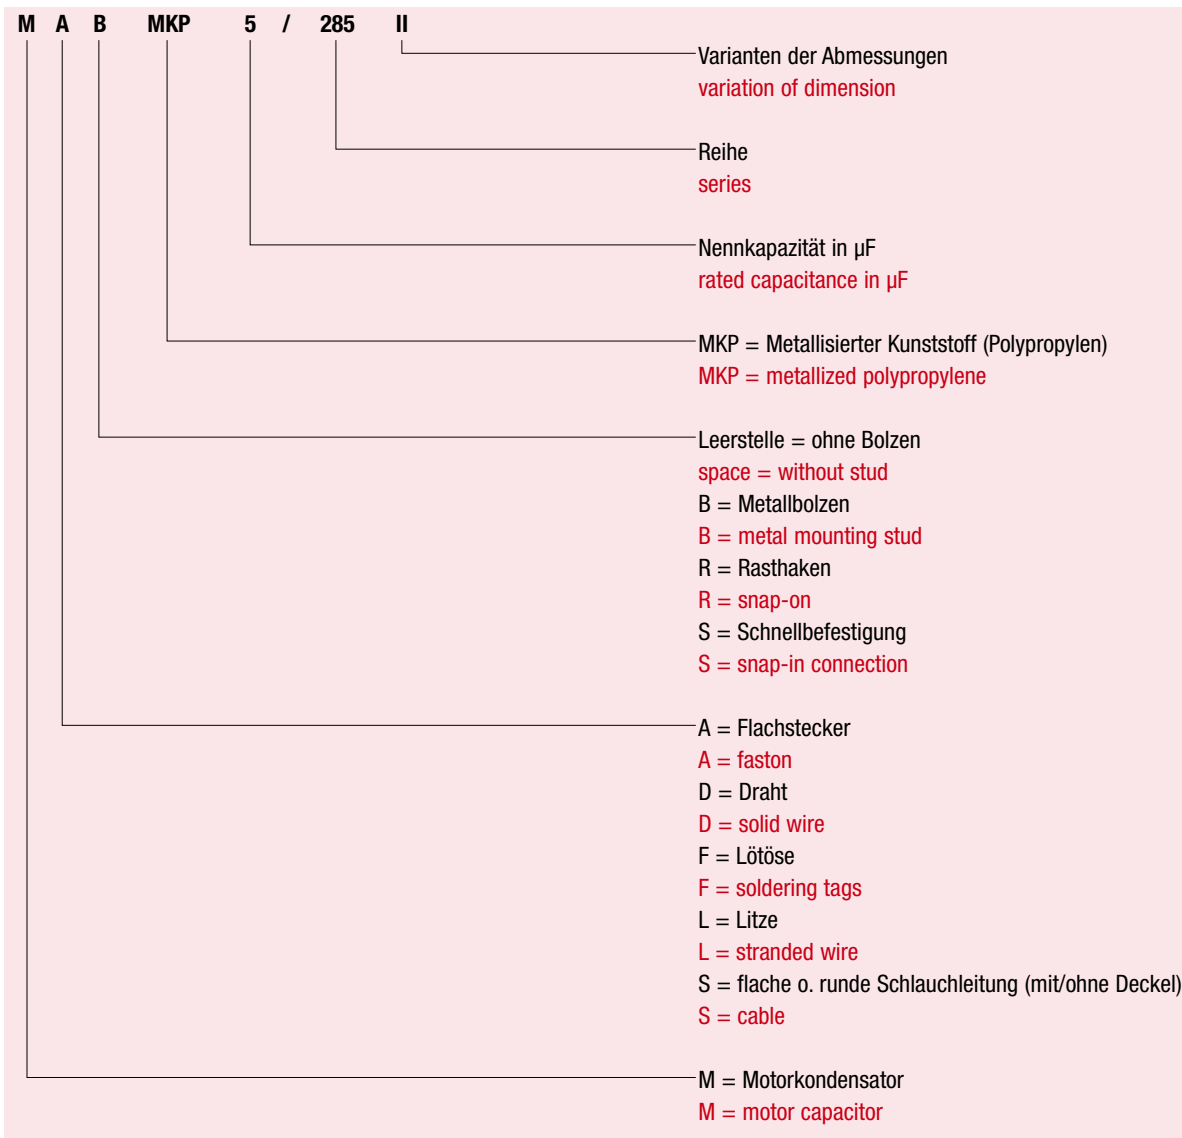 M A B MKP 5 / 285 II
Varianten der Abmessungen
variation of dimension
Reihe
series
Nennkapazität in µF
rated capacitance in µF
MKP = Metallisierter Kunststoff (Polypropylen)
MKP = metallized polypropylene
Leerstelle = ohne Bolzen
space = without stud
B = Metallbolzen
B = metal mounting stud
R = Rasthaken
R = snap-on
S = Schnellbefestigung
S = snap-in connection
A = Flachstecker
A = faston
D = Draht
D = solid wire
F = Lötöse
F = soldering tags
L = Litze
L = stranded wire
S = flache o. runde Schlauchleitung (mit/ohne Deckel)
S = cable
M = Motorkondensator
M = motor capacitor